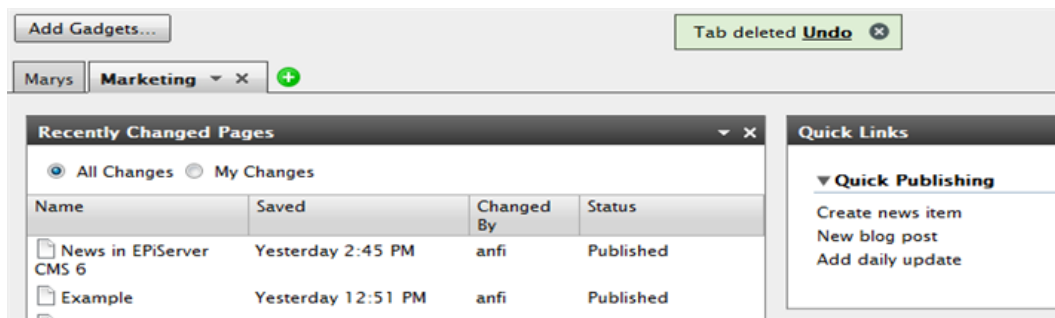 Add Gadgets...
Tab deleted Undo
Marys Marketing
Recently Changed Pages
All Changes My Changes
Name Saved Changed By Status
News in EPiServer CMS 6 Yesterday 2:45 PM anfi Published
Example Yesterday 12:51 PM anfi Published
Quick Links
Quick Publishing
Create news item
New blog post
Add daily update